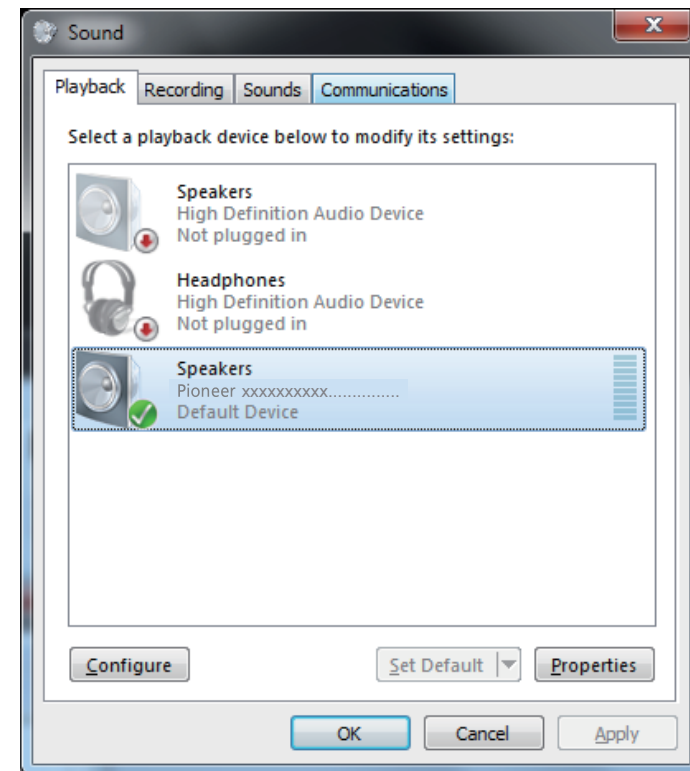 Sound
Playback Recording Sounds Communications
Select a playback device below to modify its settings:
Speakers
High Definition Audio Device
Not plugged in
Headphones
High Definition Audio Device
Not plugged in
Speakers
Pioneer xxxxxxxxxx...............
Default Device
Configure Set Default Properties
OK Cancel Apply